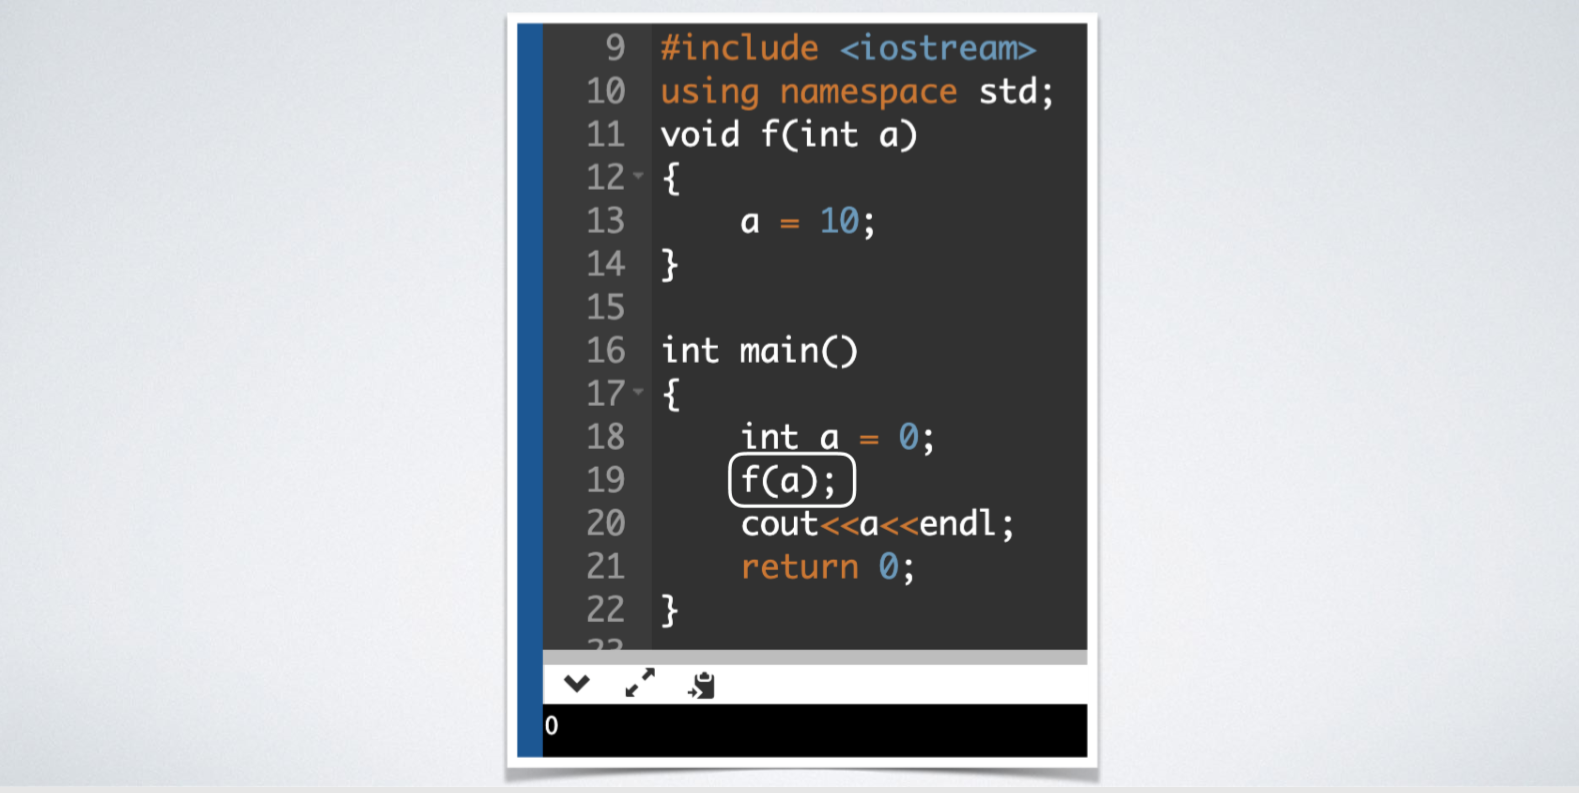 9 #include <iostream>
10 using namespace std;
11 void f(int a)
12 {
13     a = 10;
14 }
15
16 int main()
17 {
18     int a = 0;
19     f(a);
20     cout<<a<<endl;
21     return 0;
22 }
23
0